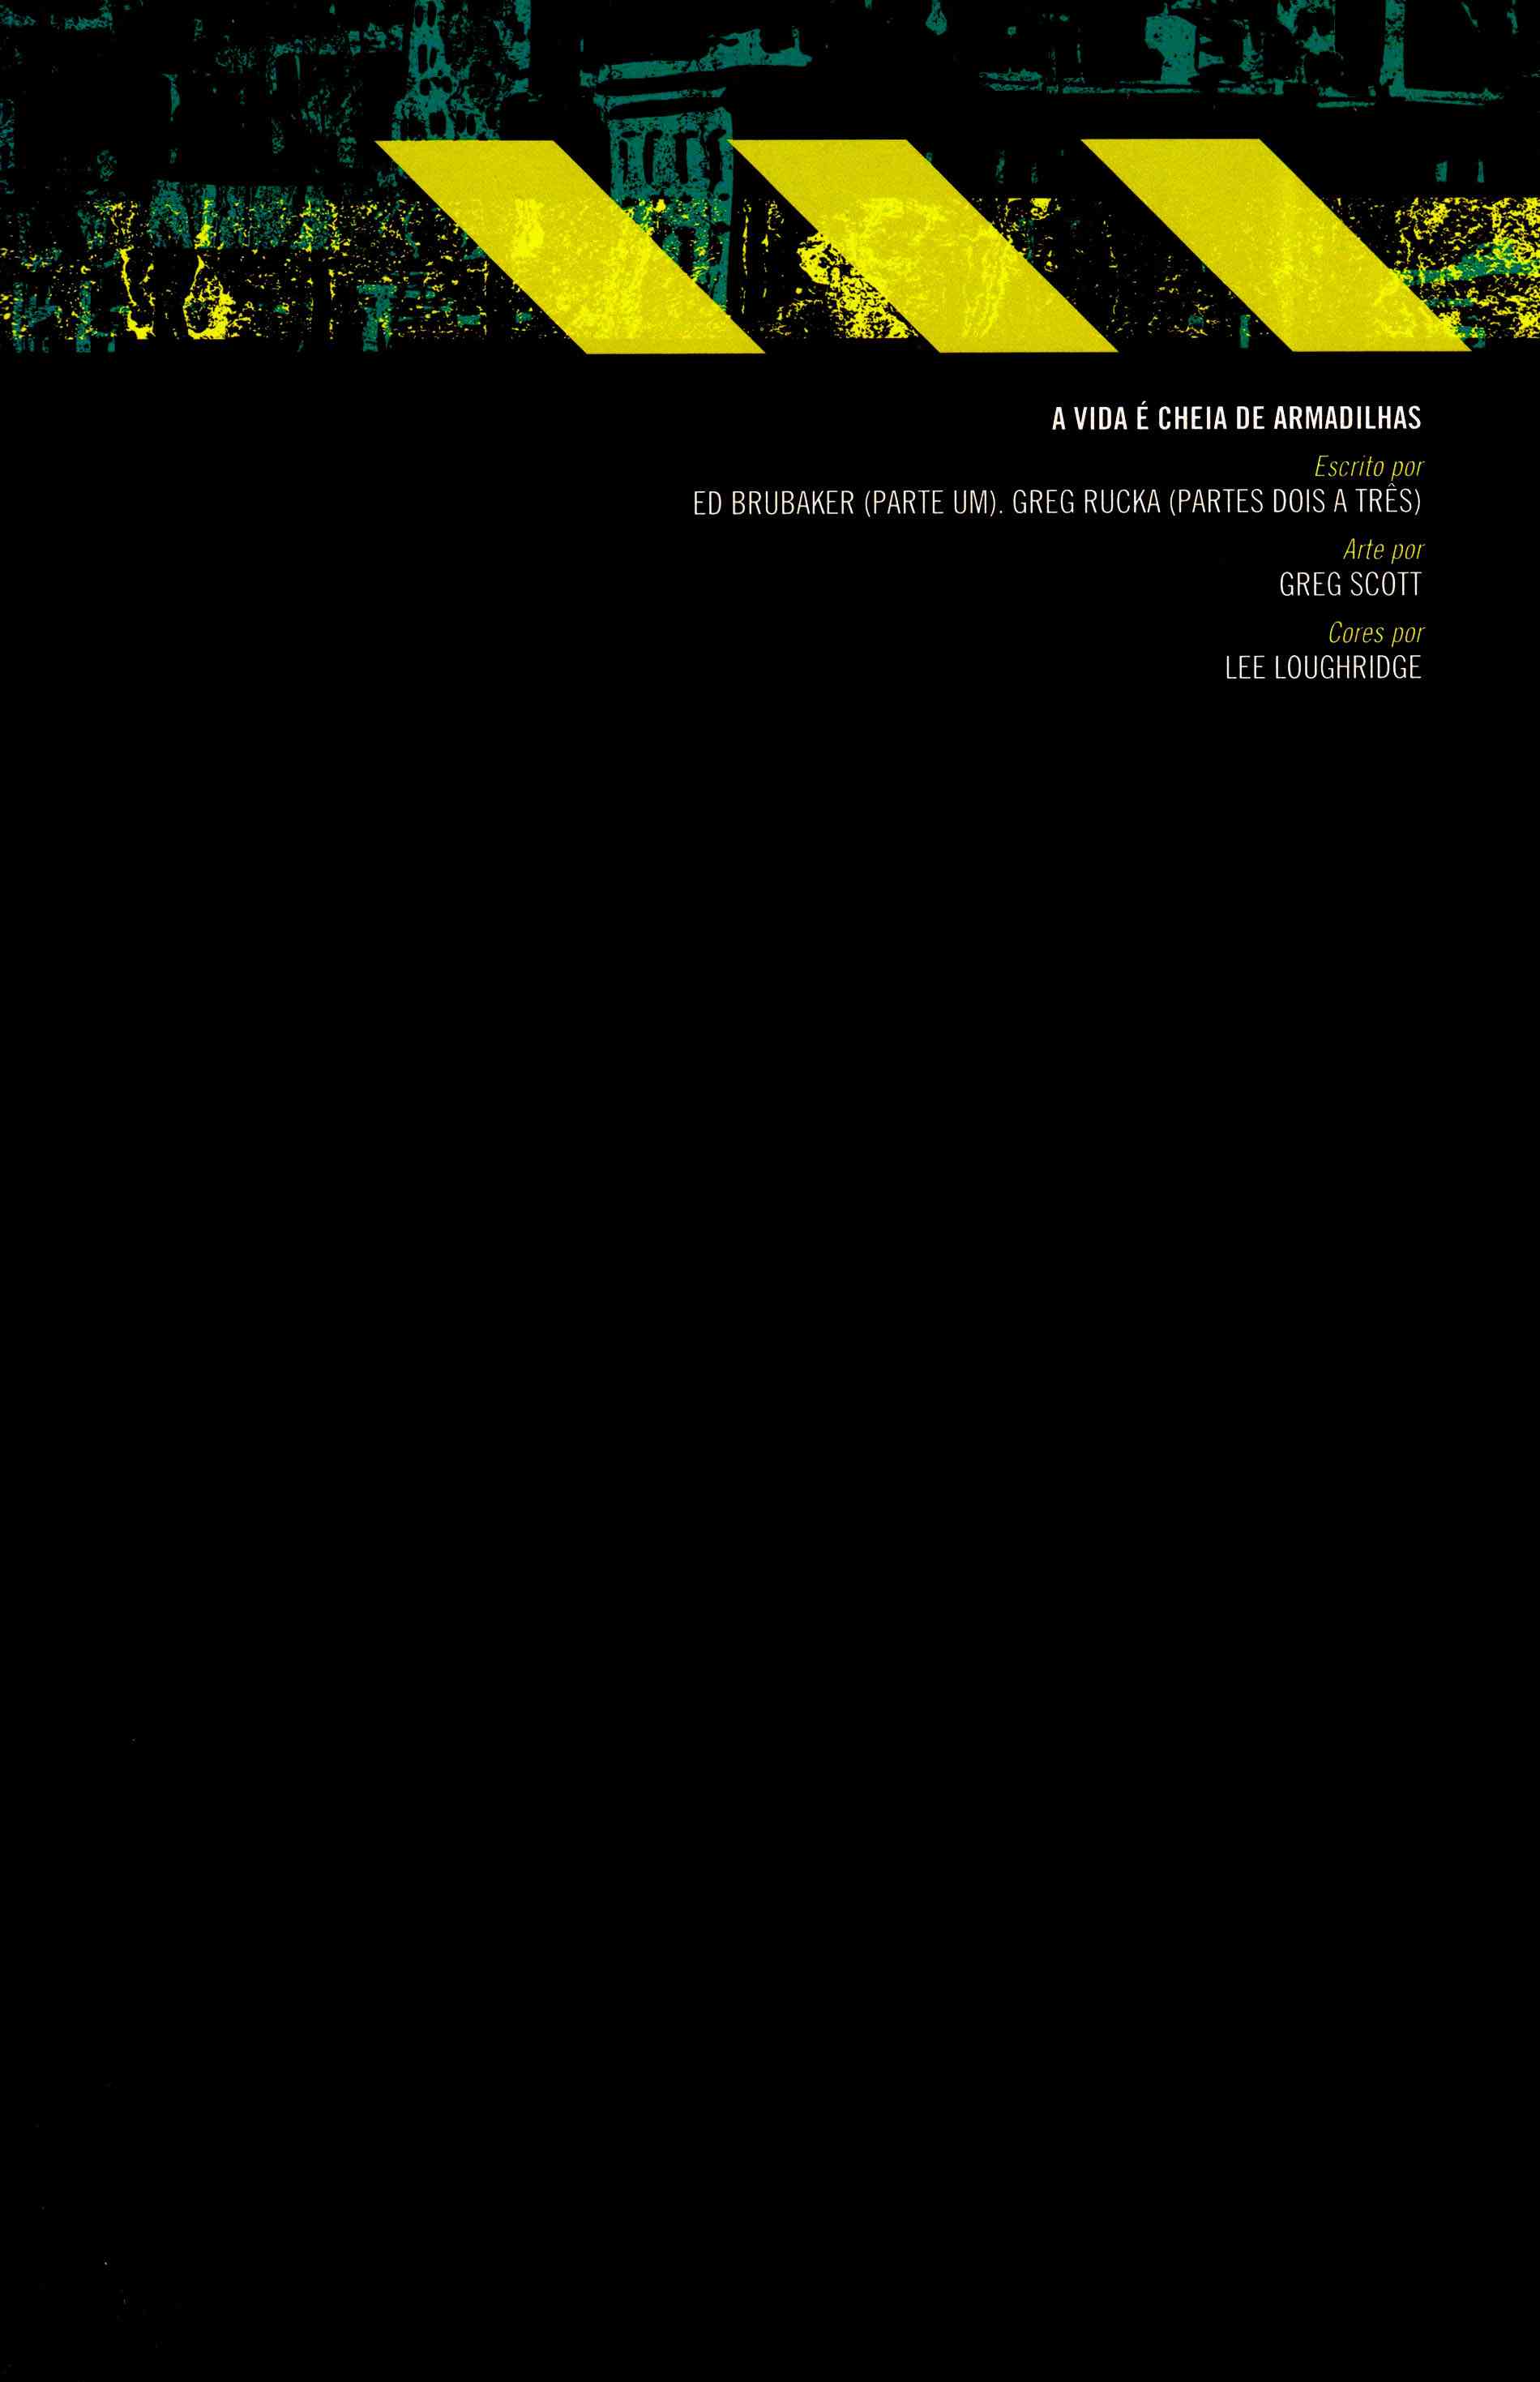 A VIDA É CHEIA DE ARMADILHAS
Escrito por
ED BRUBAKER (PARTE UM). GREG RUCKA (PARTES DOIS A TRÊS)
Arte por
GREG SCOTT
Cores por
LEE LOUGHRIDGE